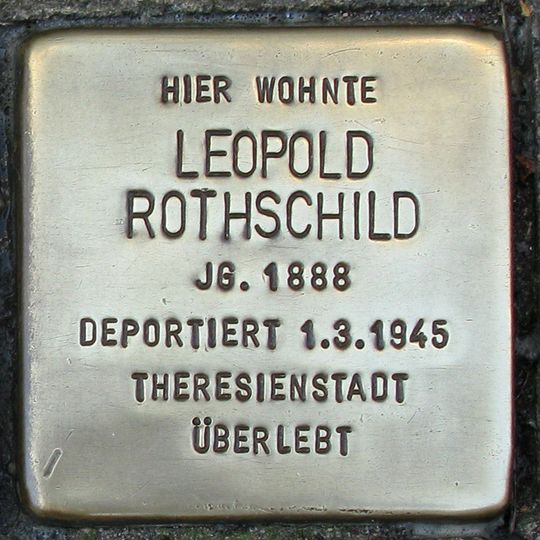 HIER WOHNTE
LEOPOLD
ROTHSCHILD
JG. 1888
DEPORTIERT 1.3.1945
THERESIENSTADT
ÜBERLEBT